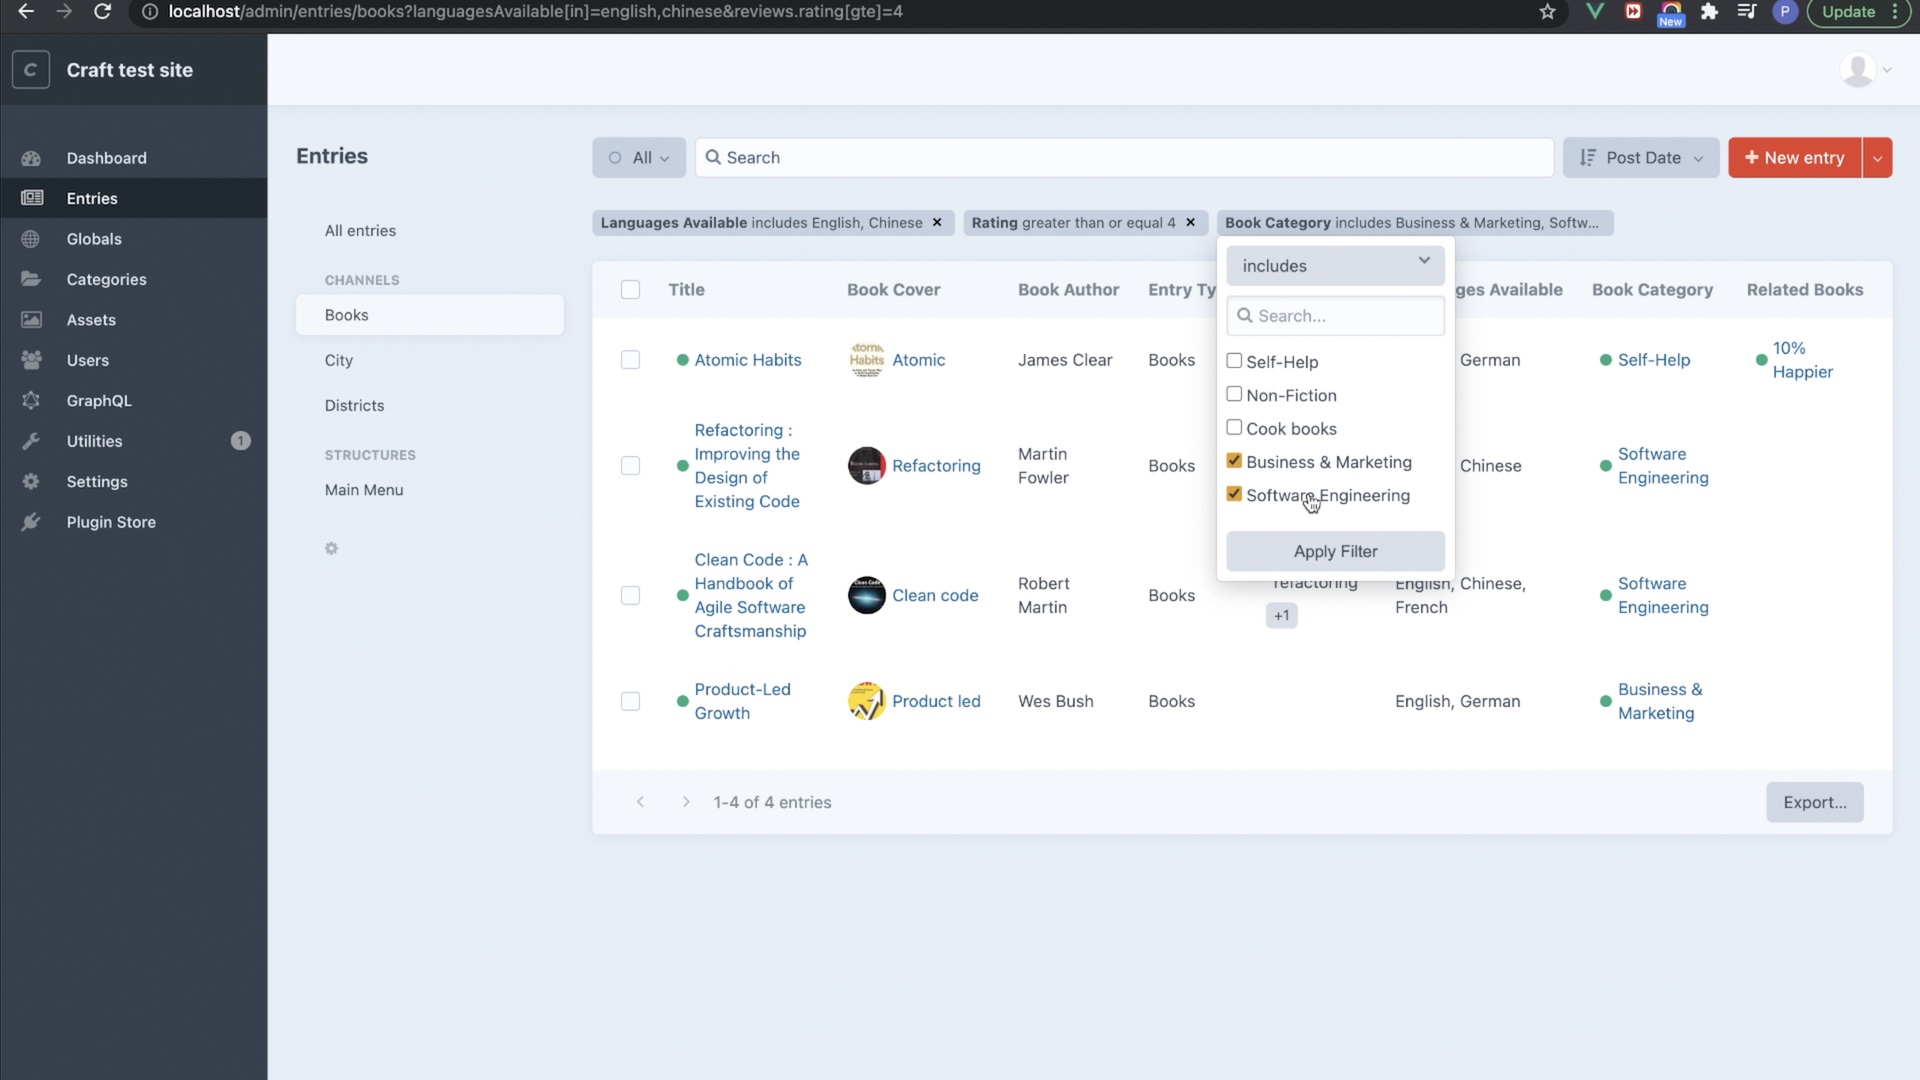 localhost/admin/entries/books?languagesAvailable[in]=english,chinese&reviews.rating[gte]=4
New
P
Update
C
Craft test site
Dashboard
Entries
Globals
Categories
Assets
Users
GraphQL
Utilities
1
Settings
Plugin Store
Entries
All entries
CHANNELS
Books
City
Districts
STRUCTURES
Main Menu
All
Search
Post Date
+ New entry
Languages Available includes English, Chinese ×
Rating greater than or equal 4 ×
Book Category includes Business & Marketing, Softw...
includes
Search...
Self-Help
Non-Fiction
Cook books
Business & Marketing
Software Engineering
Apply Filter
Title
Book Cover
Book Author
Entry Ty
ges Available
Book Category
Related Books
Atomic Habits
Habits
Atomic
James Clear
Books
German
Self-Help
10%
Happier
Refactoring :
Improving the
Design of
Existing Code
Refactoring
Martin
Fowler
Books
Chinese
Software
Engineering
Clean Code : A
Handbook of
Agile Software
Craftsmanship
Clean Code
Clean code
Robert
Martin
Books
refactoring
+1
English, Chinese,
French
Software
Engineering
Product-Led
Growth
Product led
Wes Bush
Books
English, German
Business &
Marketing
1-4 of 4 entries
Export...